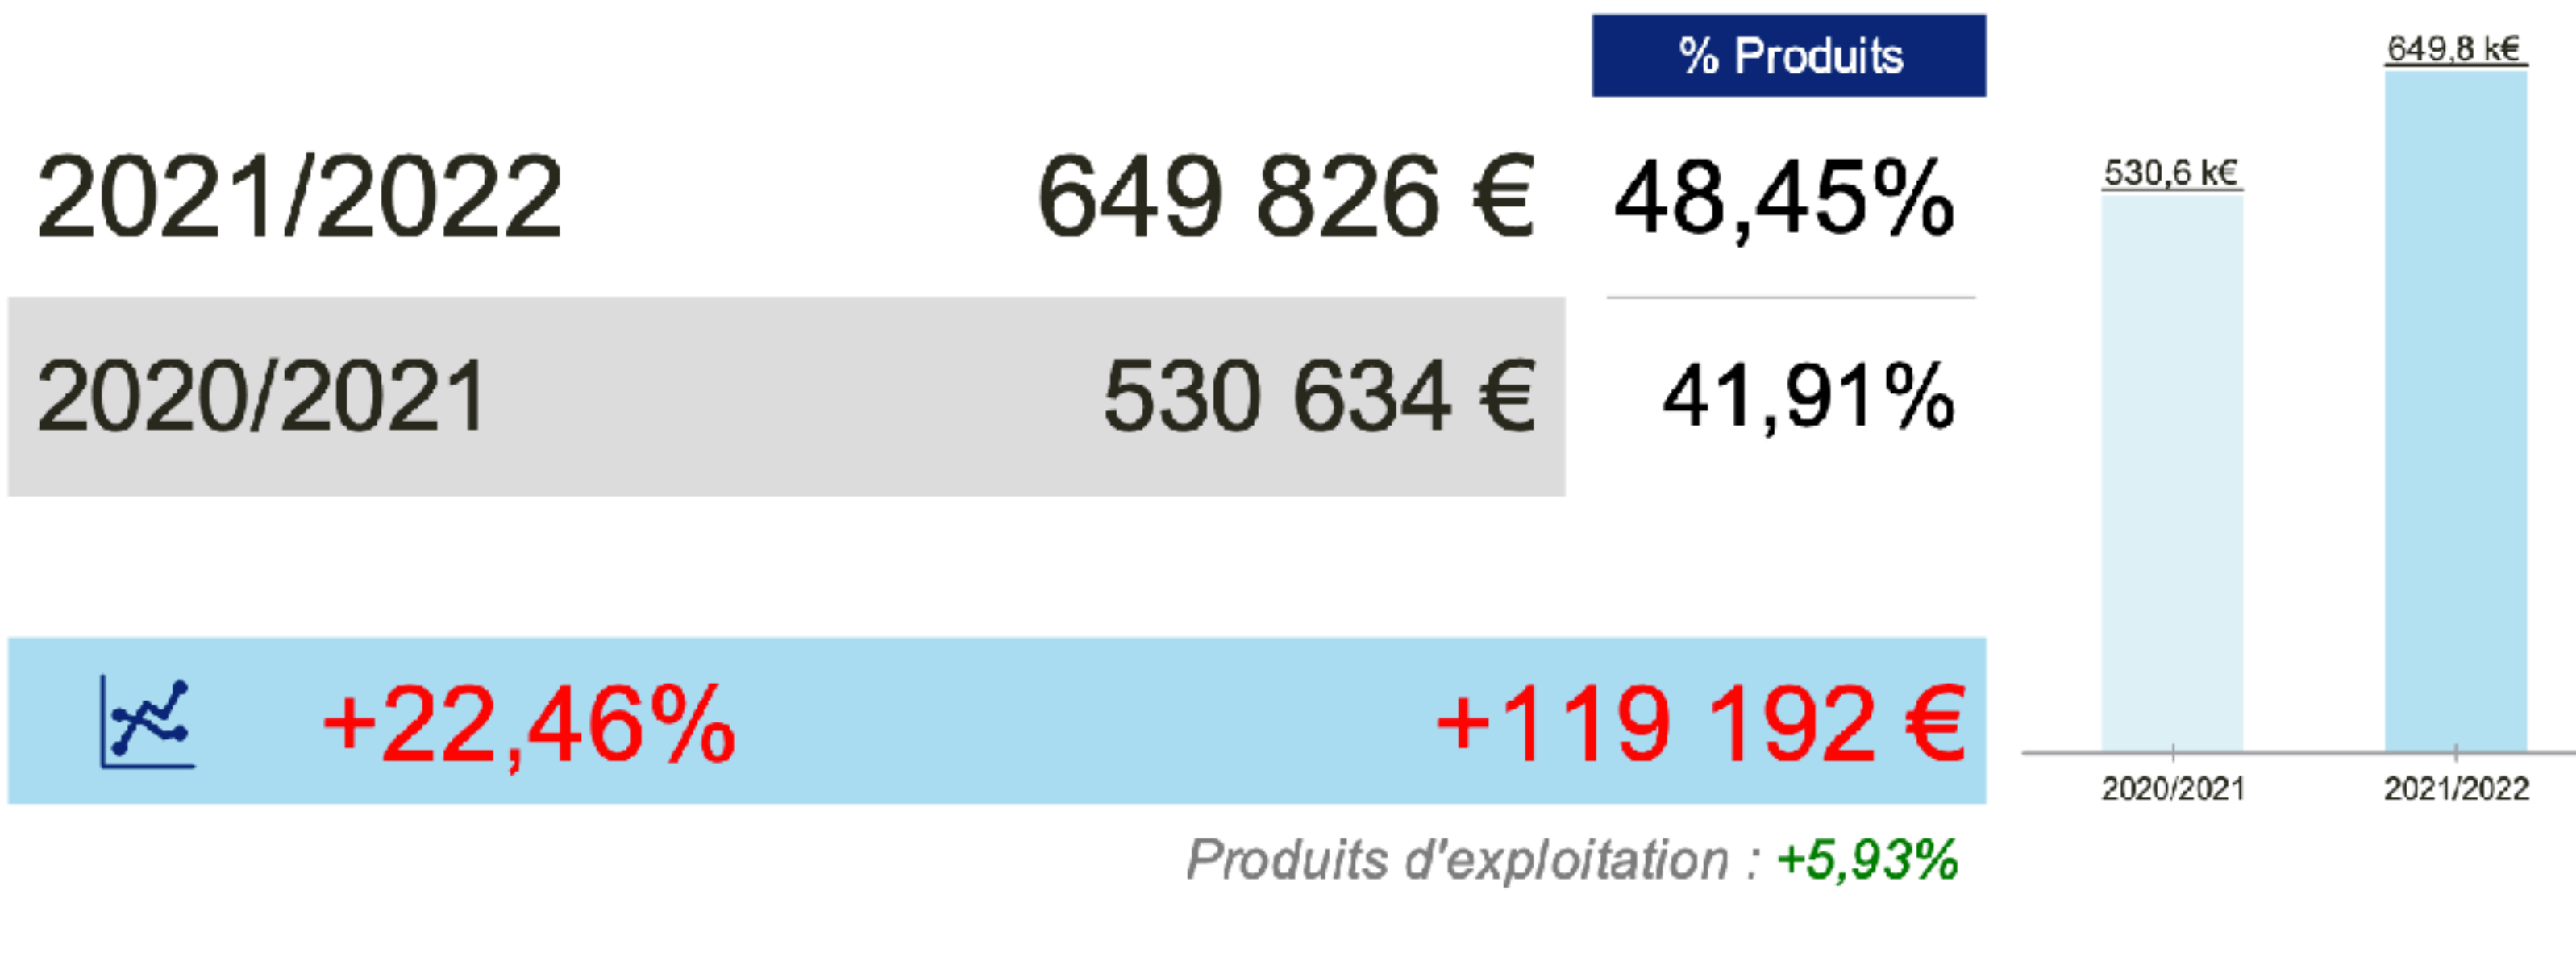 % Produits
2021/2022 649 826 € 48,45%
2020/2021 530 634 € 41,91%
+22,46% +119 192 €
Produits d'exploitation : +5,93%
649,8 k€
530,6 k€
2020/2021 2021/2022